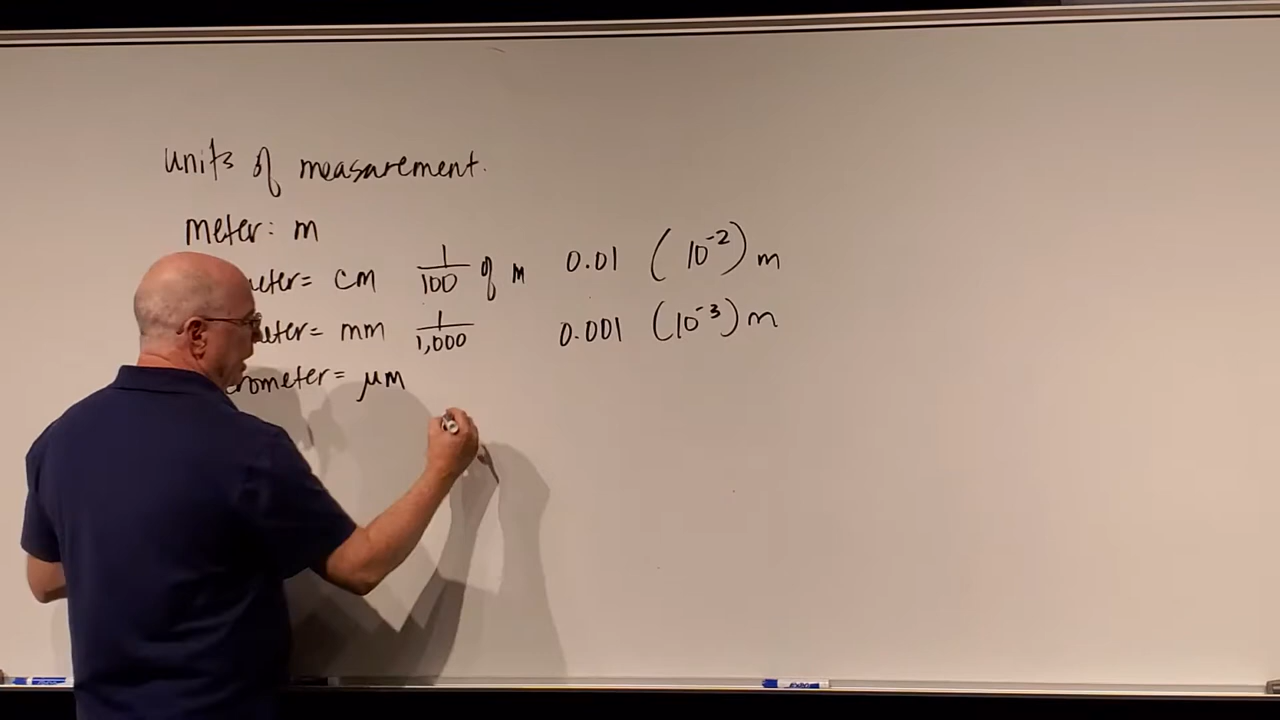 units of measurement.
meter: m
eter= cm 1/100 of m 0.01 (10⁻²) m
eter= mm 1/1,000 0.001 (10⁻³) m
rometer= μm